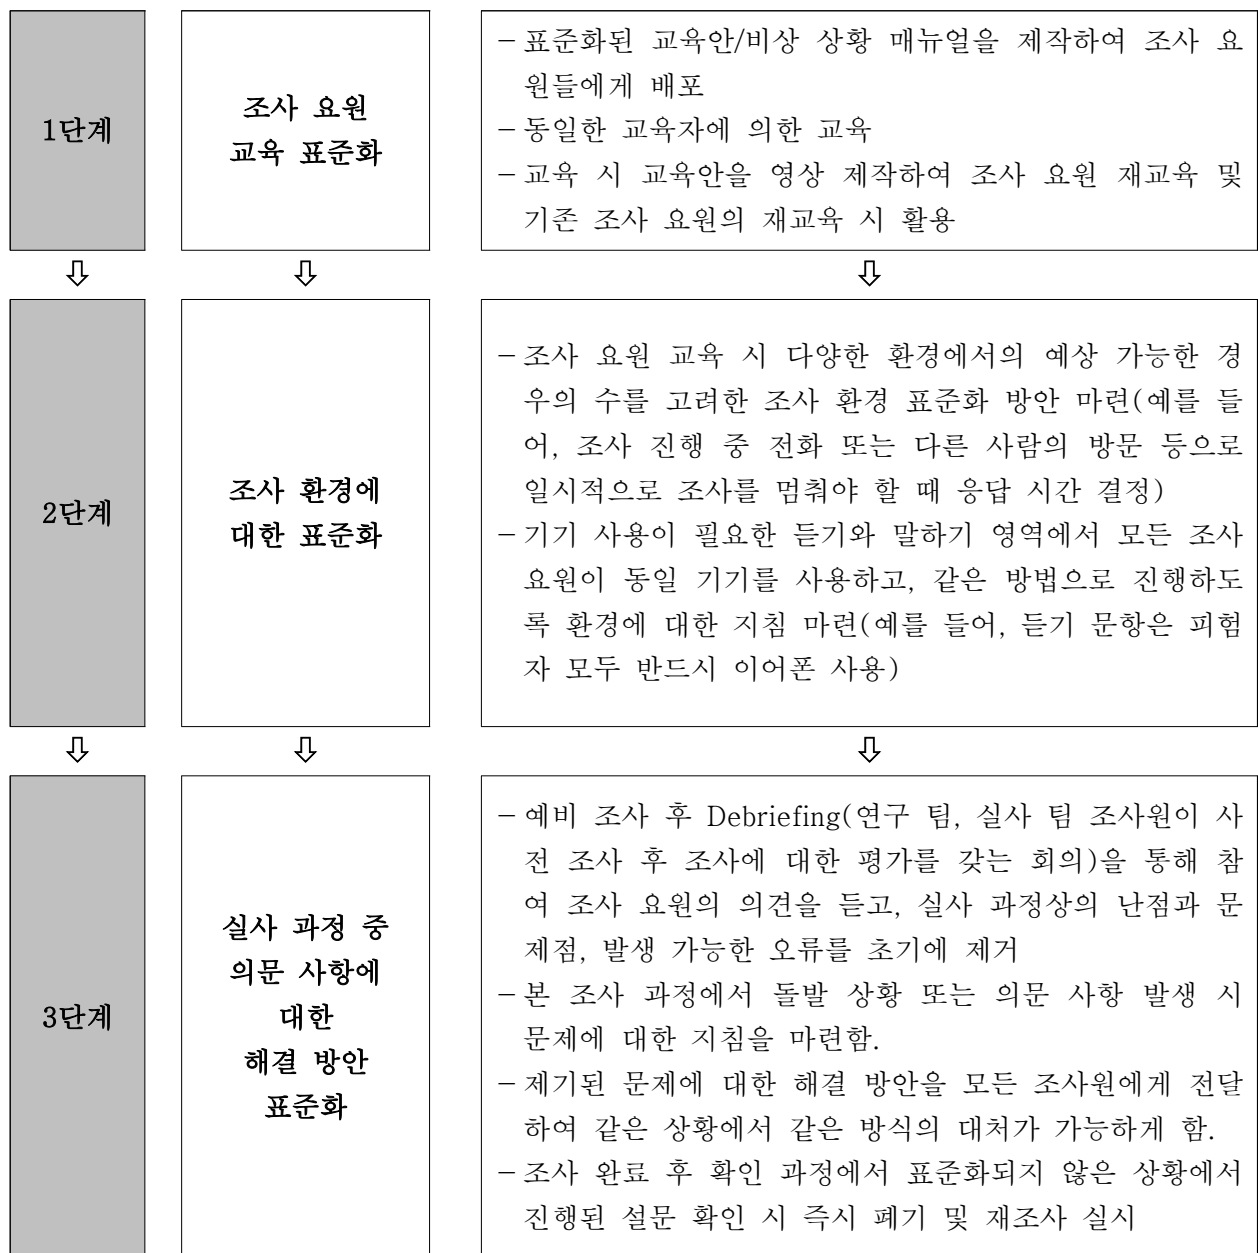 1단계
조사 요원
교육 표준화
- 표준화된 교육안/비상 상황 매뉴얼을 제작하여 조사 요
원들에게 배포
- 동일한 교육자에 의한 교육
- 교육 시 교육안을 영상 제작하여 조사 요원 재교육 및
기존 조사 요원의 재교육 시 활용
⇩ ⇩ ⇩
2단계
조사 환경에
대한 표준화
- 조사 요원 교육 시 다양한 환경에서의 예상 가능한 경
우의 수를 고려한 조사 환경 표준화 방안 마련(예를 들
어, 조사 진행 중 전화 또는 다른 사람의 방문 등으로
일시적으로 조사를 멈춰야 할 때 응답 시간 결정)
- 기기 사용이 필요한 듣기와 말하기 영역에서 모든 조사
요원이 동일 기기를 사용하고, 같은 방법으로 진행하도
록 환경에 대한 지침 마련(예를 들어, 듣기 문항은 피험
자 모두 반드시 이어폰 사용)
⇩ ⇩ ⇩
3단계
실사 과정 중
의문 사항에
대한
해결 방안
표준화
- 예비 조사 후 Debriefing(연구 팀, 실사 팀 조사원이 사
전 조사 후 조사에 대한 평가를 갖는 회의)을 통해 참
여 조사 요원의 의견을 듣고, 실사 과정상의 난점과 문
제점, 발생 가능한 오류를 초기에 제거
- 본 조사 과정에서 돌발 상황 또는 의문 사항 발생 시
문제에 대한 지침을 마련함.
- 제기된 문제에 대한 해결 방안을 모든 조사원에게 전달
하여 같은 상황에서 같은 방식의 대처가 가능하게 함.
- 조사 완료 후 확인 과정에서 표준화되지 않은 상황에서
진행된 설문 확인 시 즉시 폐기 및 재조사 실시